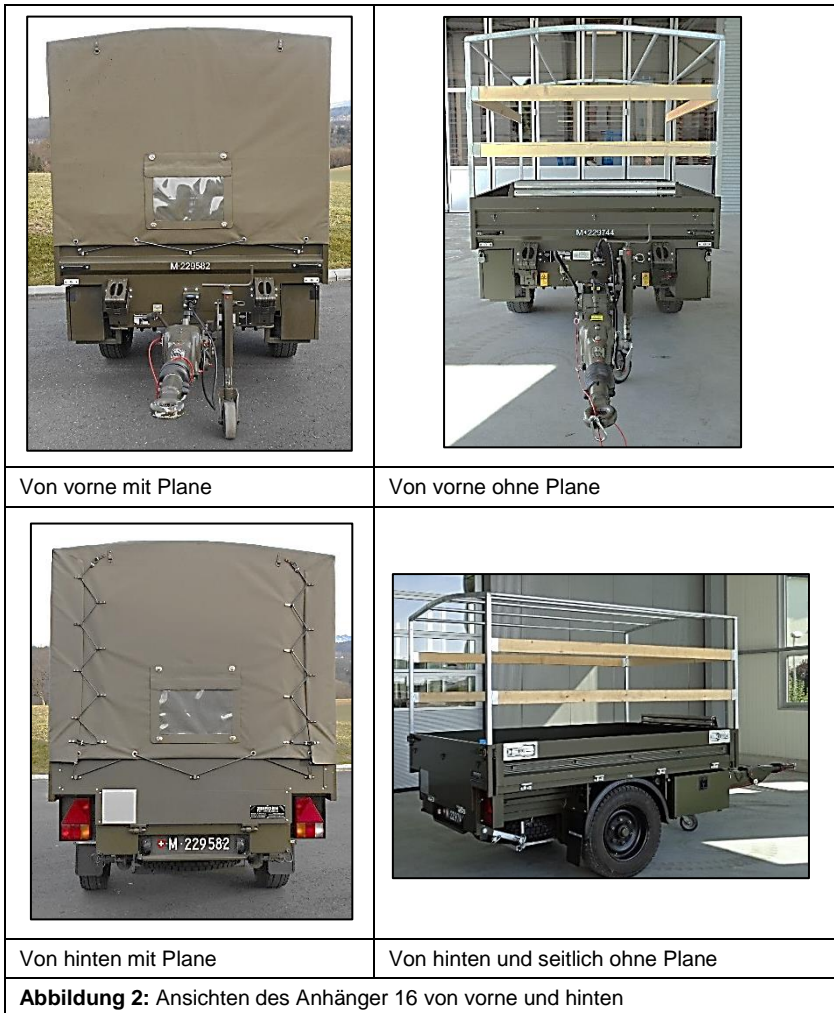 M+229582
M+229744
Von vorne mit Plane
Von vorne ohne Plane
M+229582
Von hinten mit Plane
Von hinten und seitlich ohne Plane
Abbildung 2: Ansichten des Anhänger 16 von vorne und hinten